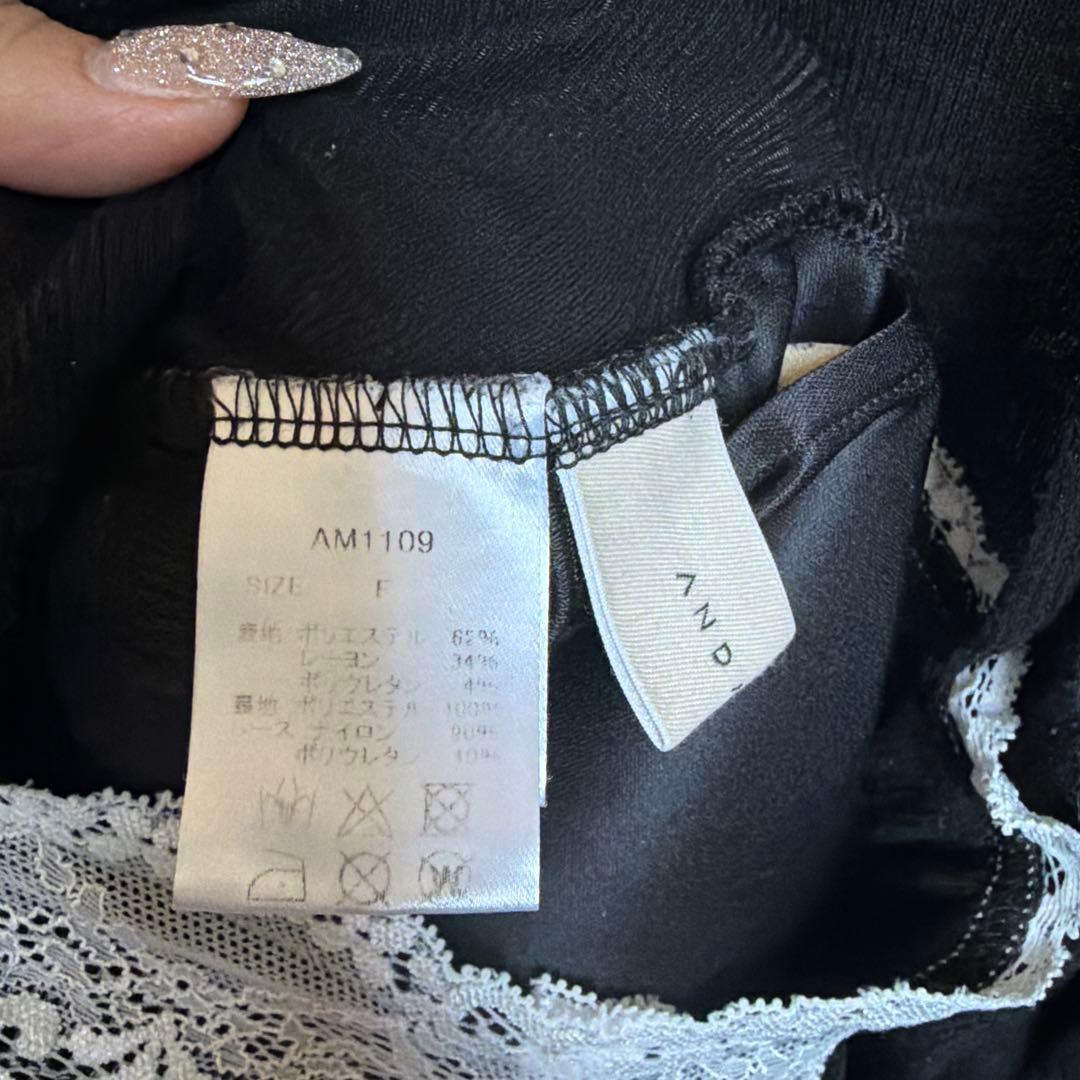 AM1109
SIZE F
表地 ポリエステル 62%
レーヨン 34%
ポリウレタン 4%
裏地 ポリエステル 100%
レース ナイロン 90%
ポリウレタン 10%
AND